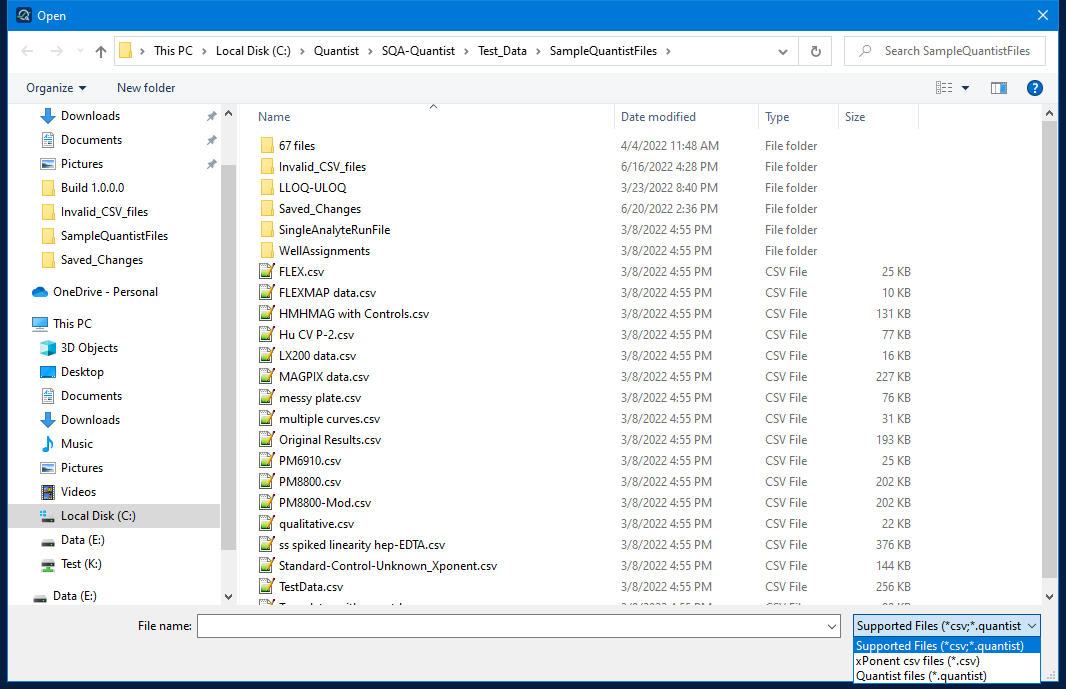 Open
This PC > Local Disk (C:) > Quantist > SQA-Quantist > Test_Data > SampleQuantistFiles >
Search SampleQuantistFiles
Organize New folder
Downloads
Documents
Pictures
Build 1.0.0.0
Invalid_CSV_files
SampleQuantistFiles
Saved_Changes
OneDrive - Personal
This PC
3D Objects
Desktop
Documents
Downloads
Music
Pictures
Videos
Local Disk (C:)
Data (E:)
Test (K:)
Data (E:)
Name Date modified Type Size
67 files 4/4/2022 11:48 AM File folder
Invalid_CSV_files 6/16/2022 4:28 PM File folder
LLOQ-ULOQ 3/23/2022 8:40 PM File folder
Saved_Changes 6/20/2022 2:36 PM File folder
SingleAnalyteRunFile 3/8/2022 4:55 PM File folder
WellAssignments 3/8/2022 4:55 PM File folder
FLEX.csv 3/8/2022 4:55 PM CSV File 25 KB
FLEXMAP data.csv 3/8/2022 4:55 PM CSV File 10 KB
HMHMAG with Controls.csv 3/8/2022 4:55 PM CSV File 131 KB
Hu CV P-2.csv 3/8/2022 4:55 PM CSV File 77 KB
LX200 data.csv 3/8/2022 4:55 PM CSV File 16 KB
MAGPIX data.csv 3/8/2022 4:55 PM CSV File 227 KB
messy plate.csv 3/8/2022 4:55 PM CSV File 76 KB
multiple curves.csv 3/8/2022 4:55 PM CSV File 31 KB
Original Results.csv 3/8/2022 4:55 PM CSV File 193 KB
PM6910.csv 3/8/2022 4:55 PM CSV File 25 KB
PM8800.csv 3/8/2022 4:55 PM CSV File 202 KB
PM8800-Mod.csv 3/8/2022 4:55 PM CSV File 202 KB
qualitative.csv 3/8/2022 4:55 PM CSV File 22 KB
ss spiked linearity hep-EDTA.csv 3/8/2022 4:55 PM CSV File 376 KB
Standard-Control-Unknown_Xponent.csv 3/8/2022 4:55 PM CSV File 144 KB
TestData.csv 3/8/2022 4:55 PM CSV File 256 KB
File name:
Supported Files (*csv;*.quantist
Supported Files (*csv;*.quantist)
xPonent csv files (*.csv)
Quantist files (*.quantist)